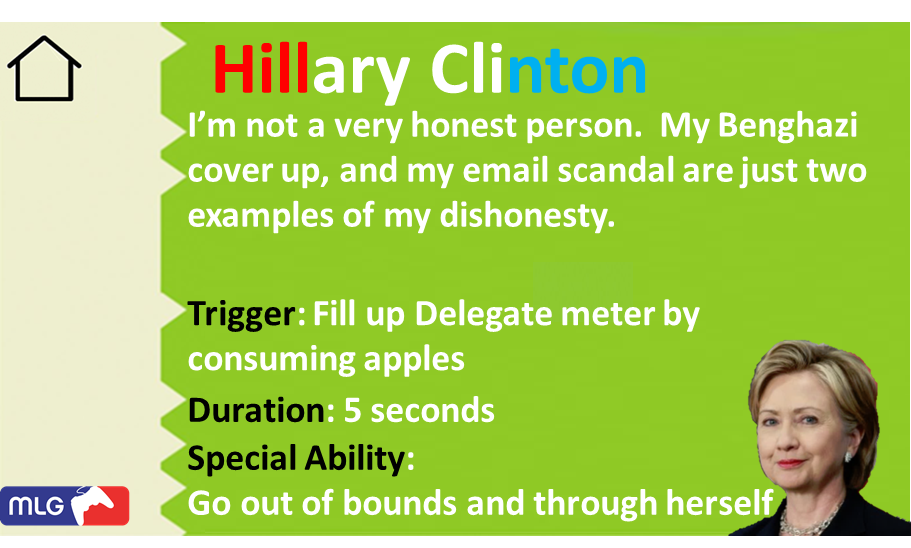 Hillary Clinton
I’m not a very honest person.  My Benghazi
cover up, and my email scandal are just two
examples of my dishonesty.
Trigger: Fill up Delegate meter by
consuming apples
Duration: 5 seconds
Special Ability:
Go out of bounds and through herself
MLG